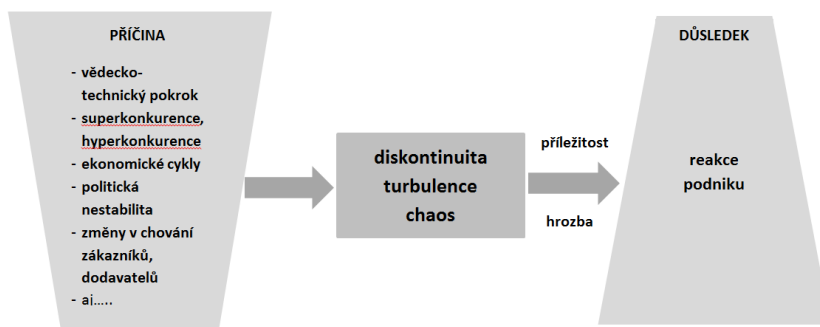 PŘÍČINA
- vědecko-
technický pokrok
- superkonkurence,
hyperkonkurence
- ekonomické cykly
- politická
nestabilita
- změny v chování
zákazníků,
dodavatelů
- aj.....
diskontinuita
turbulence
chaos
příležitost
hrozba
DŮSLEDEK
reakce
podniku